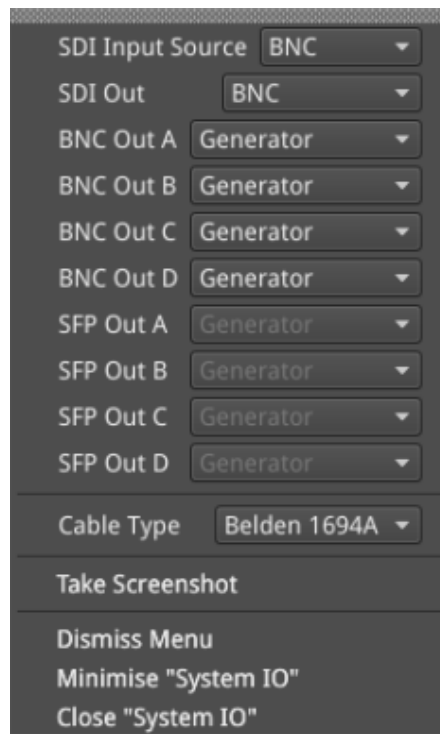 SDI Input Source BNC
SDI Out BNC
BNC Out A Generator
BNC Out B Generator
BNC Out C Generator
BNC Out D Generator
SFP Out A Generator
SFP Out B Generator
SFP Out C Generator
SFP Out D Generator
Cable Type Belden 1694A
Take Screenshot
Dismiss Menu
Minimise "System IO"
Close "System IO"